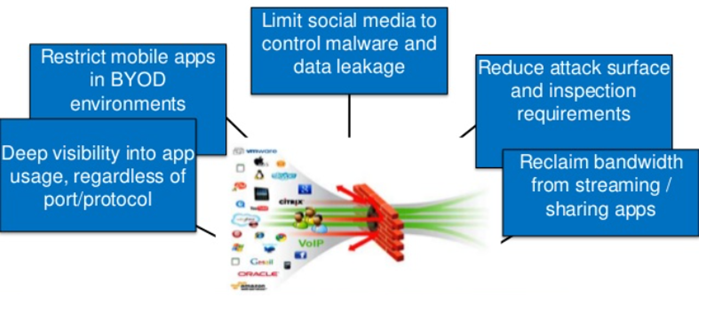 Limit social media to
control malware and
data leakage
Restrict mobile apps
in BYOD
environments
Reduce attack surface
and inspection
requirements
Deep visibility into app
usage, regardless of
port/protocol
Reclaim bandwidth
from streaming /
sharing apps
vmware
CITRIX
VoIP
Gmail
ORACLE
amazon